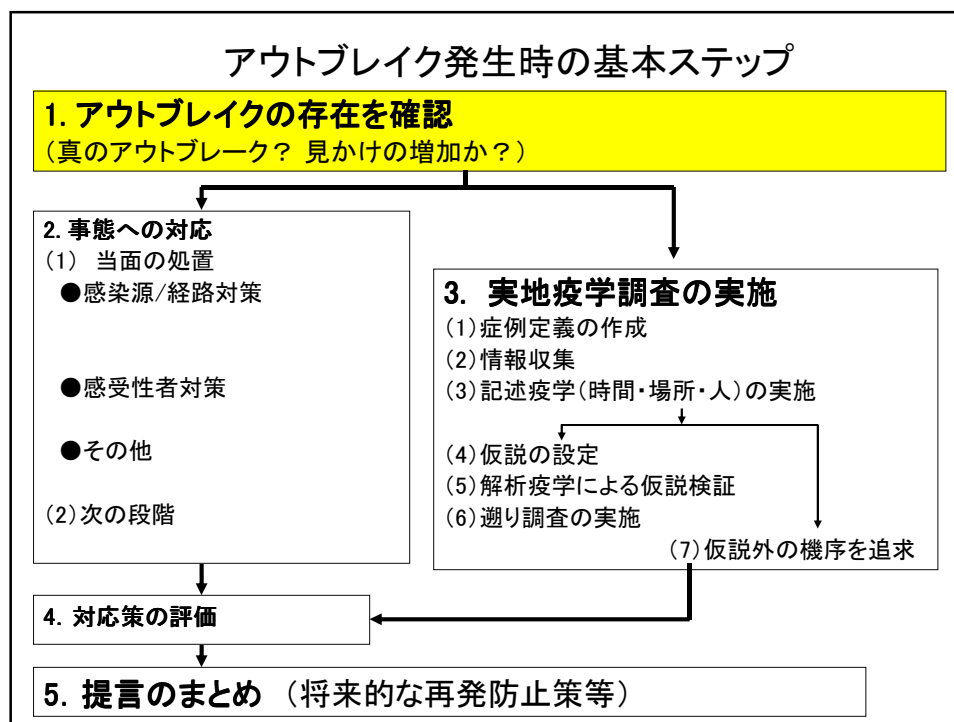 アウトブレイク発生時の基本ステップ
1. アウトブレイクの存在を確認
（真のアウトブレーク？ 見かけの増加か？）
2. 事態への対応
（1） 当面の処置
●感染源/経路対策
●感受性者対策
●その他
（2）次の段階
3. 実地疫学調査の実施
（1）症例定義の作成
（2）情報収集
（3）記述疫学（時間・場所・人）の実施
（4）仮説の設定
（5）解析疫学による仮説検証
（6）遡り調査の実施
（7）仮説外の機序を追求
4. 対応策の評価
5. 提言のまとめ （将来的な再発防止策等）